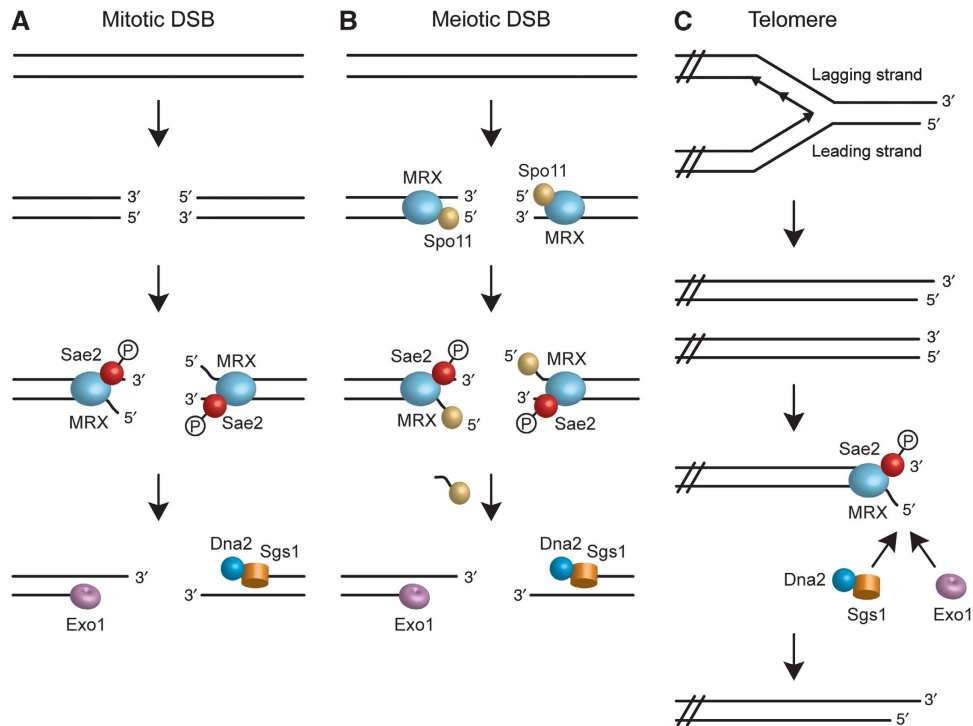 A Mitotic DSB
3′ 5′
5′ 3′
Sae2 P
3′
MRX 5′
MRX
5′
3′
P Sae2
3′
Exo1
Dna2 Sgs1
3′
B Meiotic DSB
MRX
3′
5′
Spo11
Spo11
5′
3′
MRX
Sae2 P
3′
MRX 5′
MRX
5′
3′
P Sae2
3′
Exo1
Dna2 Sgs1
3′
C Telomere
Lagging strand
3′
5′
Leading strand
3′
5′
3′
5′
Sae2 P
3′
MRX 5′
Dna2
Sgs1 Exo1
3′
5′